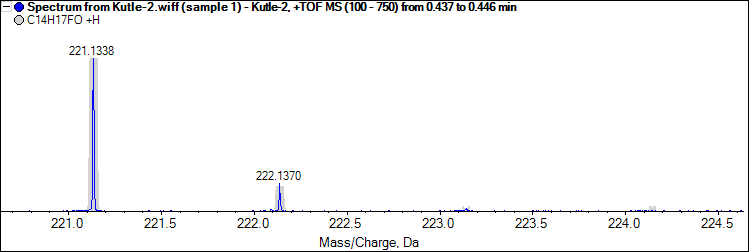 Spectrum from Kutle-2.wiff (sample 1) - Kutle-2, +TOF MS (100 - 750) from 0.437 to 0.446 min
C14H17FO +H
221.1338
222.1370
221.0 221.5 222.0 222.5 223.0 223.5 224.0 224.5
Mass/Charge, Da